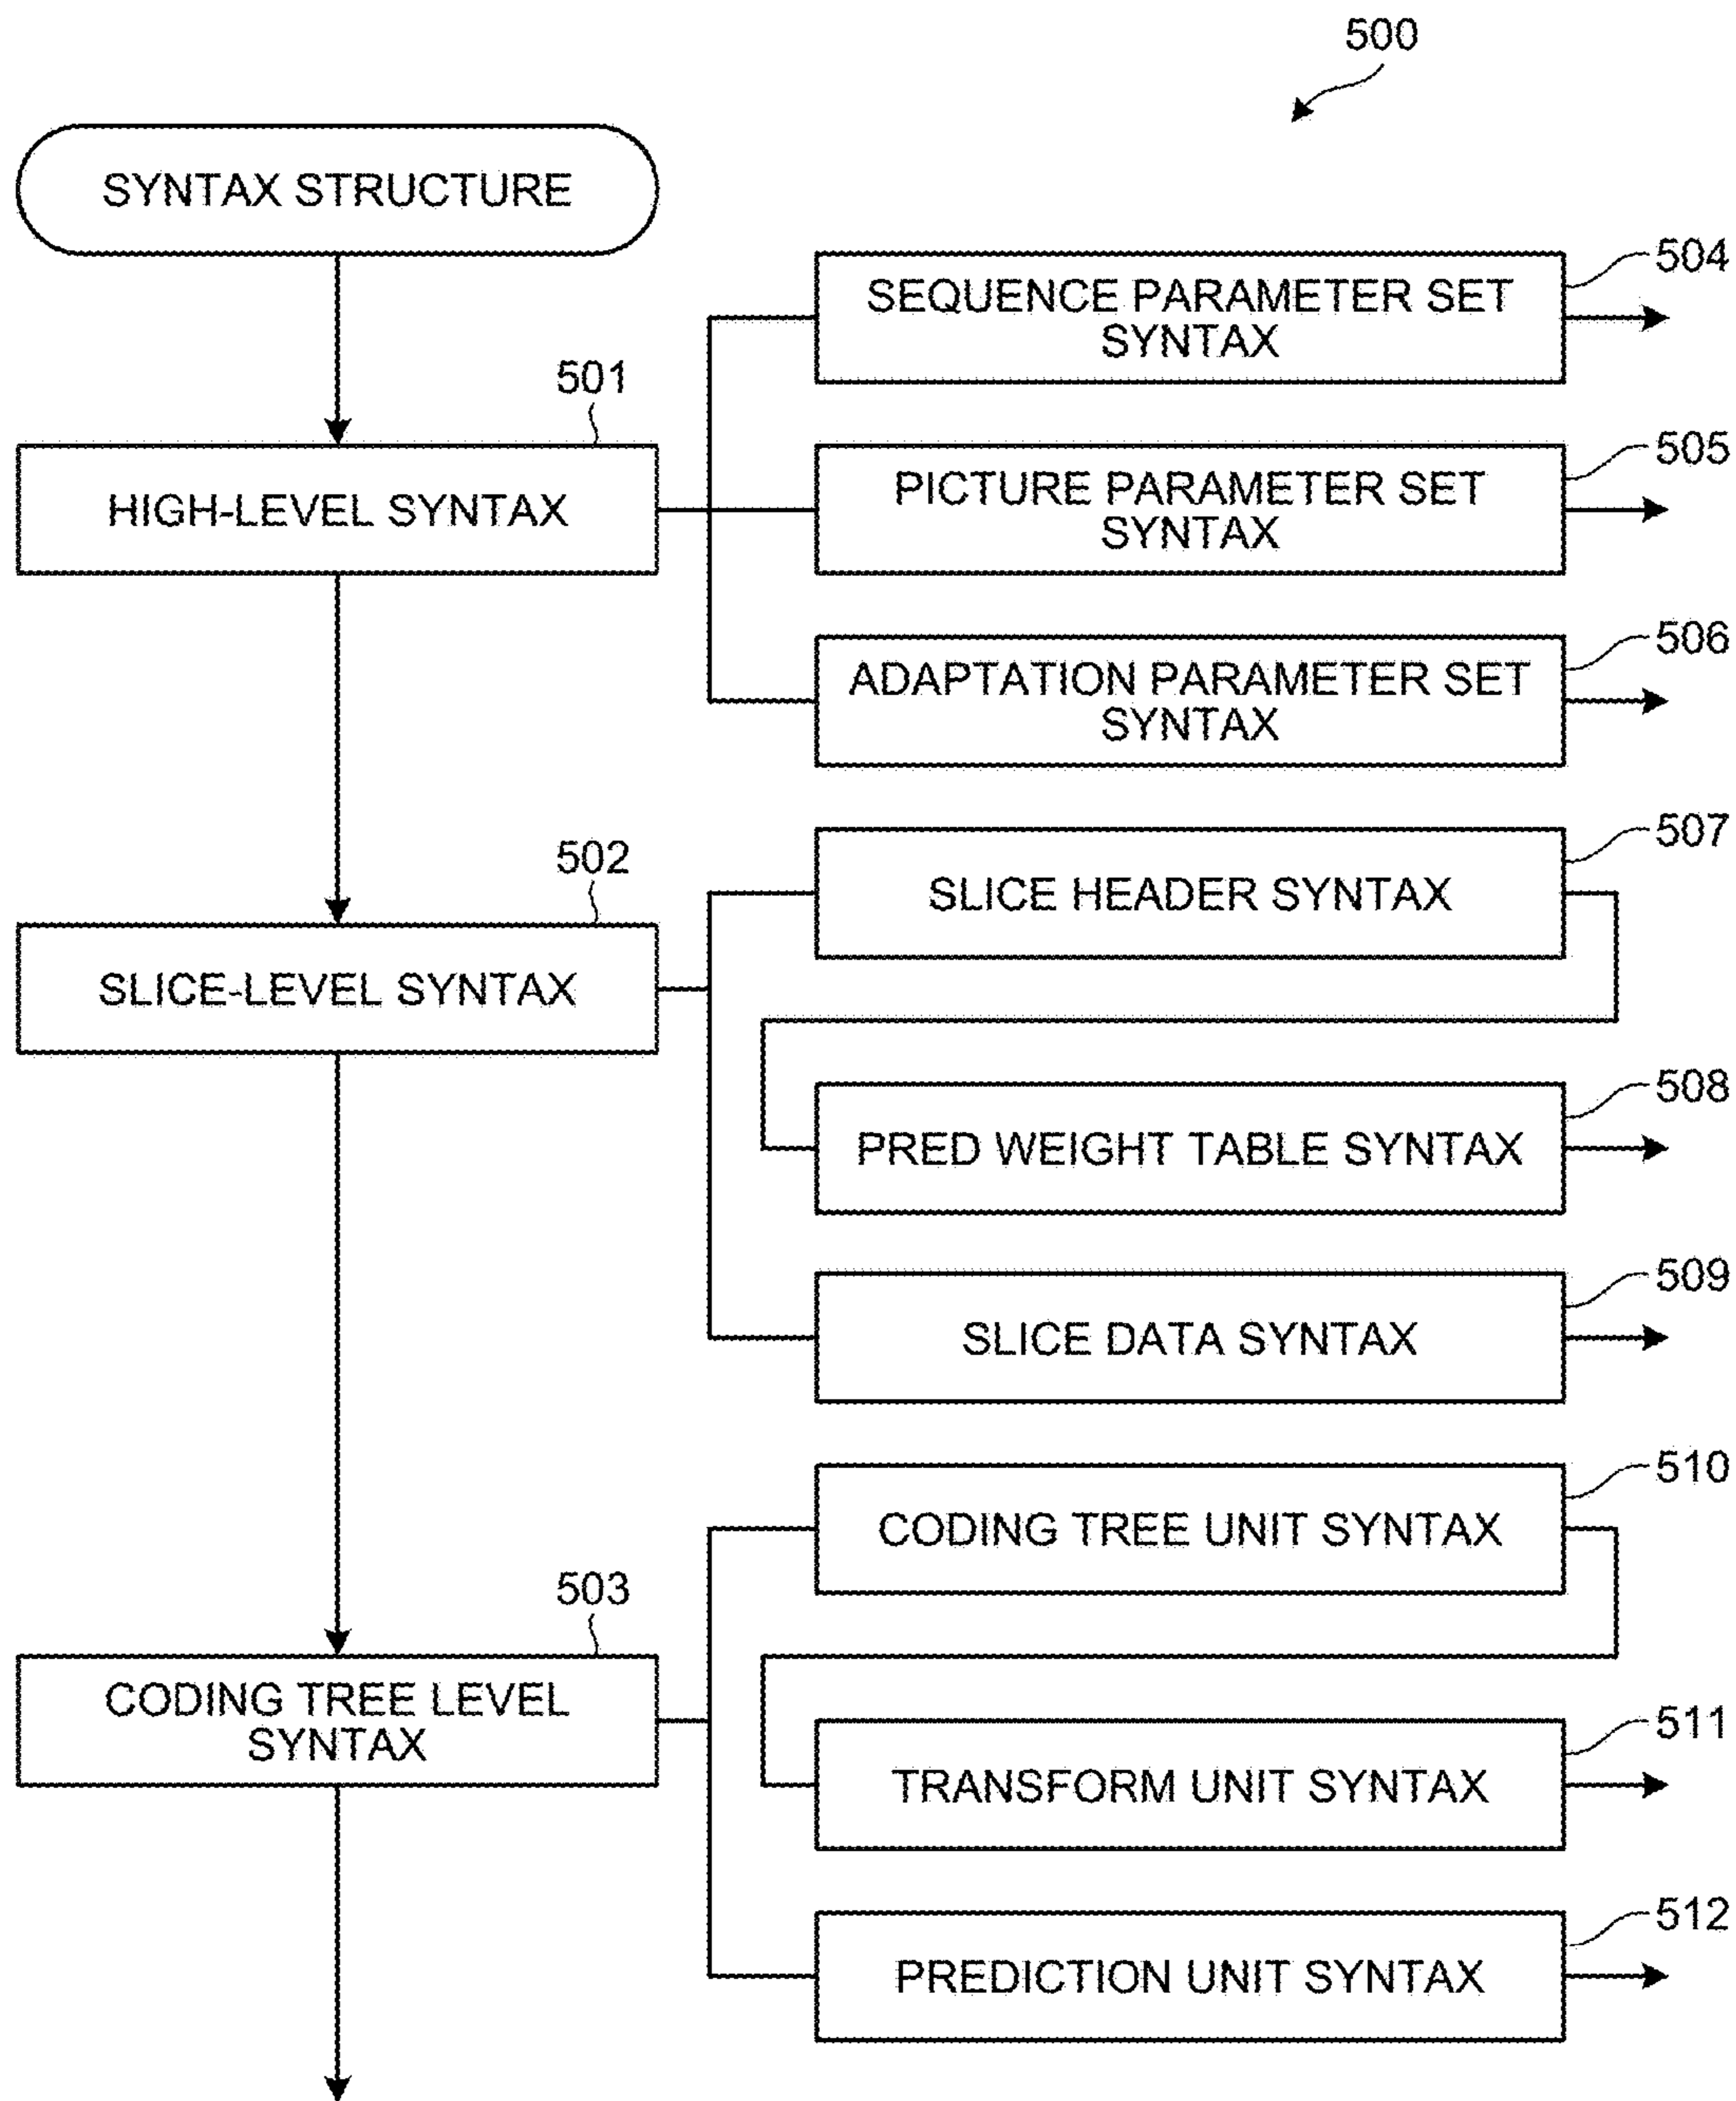 500
SYNTAX STRUCTURE
504
SEQUENCE PARAMETER SET
SYNTAX
501
HIGH-LEVEL SYNTAX
505
PICTURE PARAMETER SET
SYNTAX
506
ADAPTATION PARAMETER SET
SYNTAX
502
SLICE-LEVEL SYNTAX
507
SLICE HEADER SYNTAX
508
PRED WEIGHT TABLE SYNTAX
509
SLICE DATA SYNTAX
503
CODING TREE LEVEL
SYNTAX
510
CODING TREE UNIT SYNTAX
511
TRANSFORM UNIT SYNTAX
512
PREDICTION UNIT SYNTAX